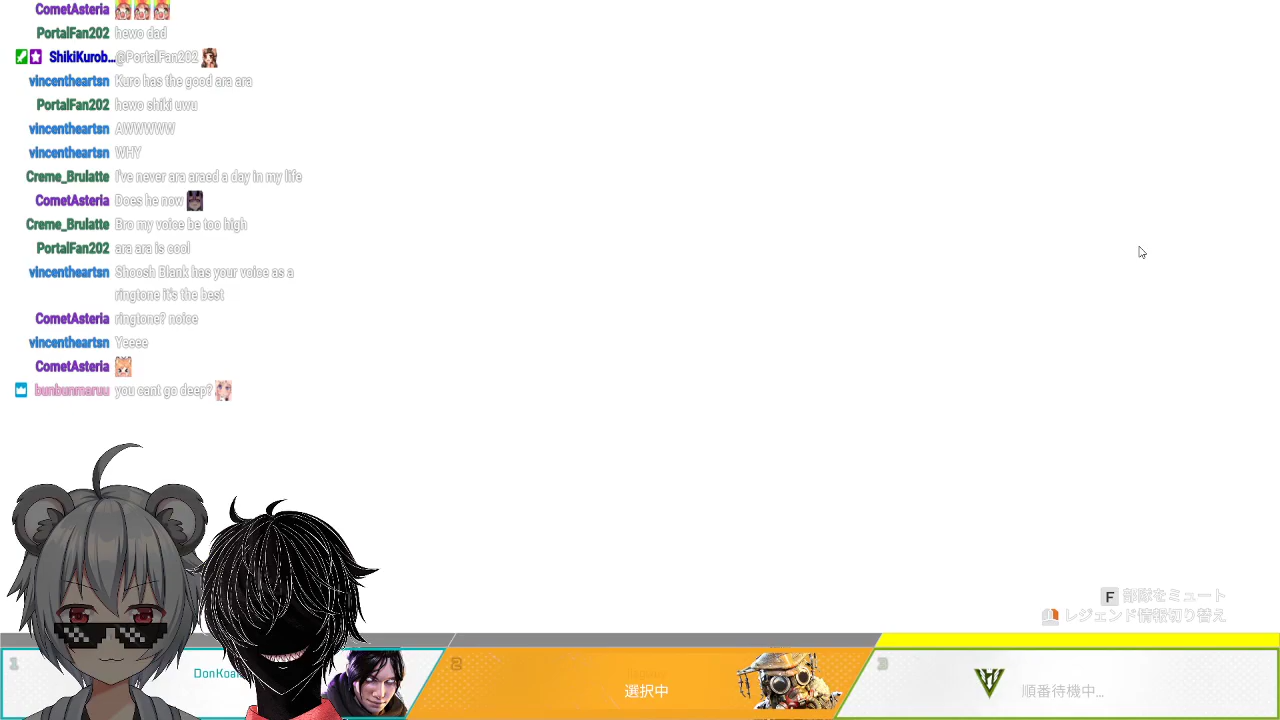 CometAsteria
PortalFan202 hewo dad
ShikiKurob... @PortalFan202
vincentheartsn Kuro has the good ara ara
PortalFan202 hewo shiki uwu
vincentheartsn AWWWWW
vincentheartsn WHY
Creme_Brulatte I've never ara araed a day in my life
CometAsteria Does he now
Creme_Brulatte Bro my voice be too high
PortalFan202 ara ara is cool
vincentheartsn Shoosh Blank has your voice as a
ringtone it's the best
CometAsteria ringtone? noice
vincentheartsn Yeeee
CometAsteria
bunbunmaruu you cant go deep?
F 部隊をミュート
レジェンド情報切り替え
1 DonKoa
2 選択中
3 順番待機中...